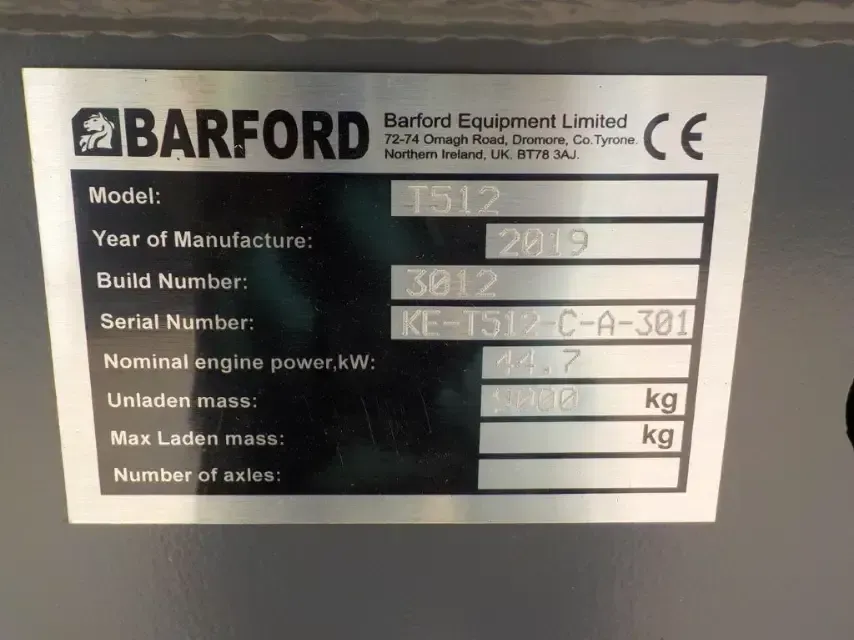 BARFORD
Barford Equipment Limited
72-74 Omagh Road, Dromore, Co.Tyrone.
Northern Ireland, UK. BT78 3AJ.
CE
Model: T512
Year of Manufacture: 2019
Build Number: 3012
Serial Number: KE-T512-C-A-301
Nominal engine power,kW: 44.7
Unladen mass: 9000 kg
Max Laden mass: kg
Number of axles: